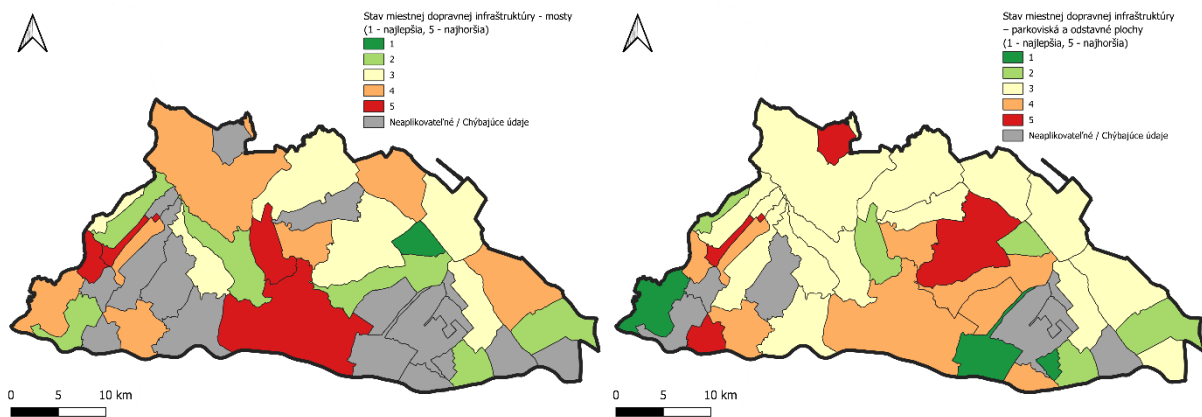 Stav miestnej dopravnej infraštruktúry - mosty
(1 - najlepšia, 5 - najhoršia)
1
2
3
4
5
Neaplikovateľné / Chýbajúce údaje
0 5 10 km
Stav miestnej dopravnej infraštruktúry
– parkoviská a odstavné plochy
(1 - najlepšia, 5 - najhoršia)
1
2
3
4
5
Neaplikovateľné / Chýbajúce údaje
0 5 10 km